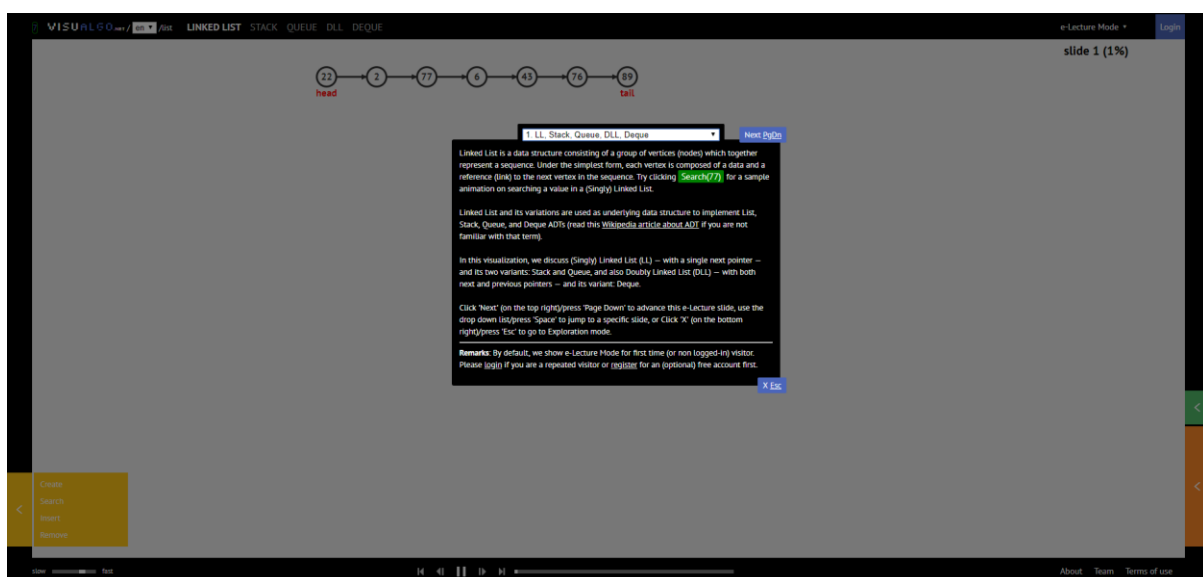 VISUALGO.net / en /list LINKED LIST STACK QUEUE DLL DEQUE e-Lecture Mode Login
slide 1 (1%)
22 2 77 6 43 76 89
head tail
1. LL, Stack, Queue, DLL, Deque Next PgDn
Linked List is a data structure consisting of a group of vertices (nodes) which together
represent a sequence. Under the simplest form, each vertex is composed of a data and a
reference (link) to the next vertex in the sequence. Try clicking Search(77) for a sample
animation on searching a value in a (Singly) Linked List.
Linked List and its variations are used as underlying data structure to implement List,
Stack, Queue, and Deque ADTs (read this Wikipedia article about ADT if you are not
familiar with that term).
In this visualization, we discuss (Singly) Linked List (LL) — with a single next pointer —
and its two variants: Stack and Queue, and also Doubly Linked List (DLL) — with both
next and previous pointers — and its variant: Deque.
Click 'Next' (on the top right)/press 'Page Down' to advance this e-Lecture slide, use the
drop down list/press 'Space' to jump to a specific slide, or Click 'X' (on the bottom
right)/press 'Esc' to go to Exploration mode.
Remarks: By default, we show e-Lecture Mode for first time (or non logged-in) visitor.
Please login if you are a repeated visitor or register for an (optional) free account first.
X Esc
Create
Search
Insert
Remove
slow fast About Team Terms of use